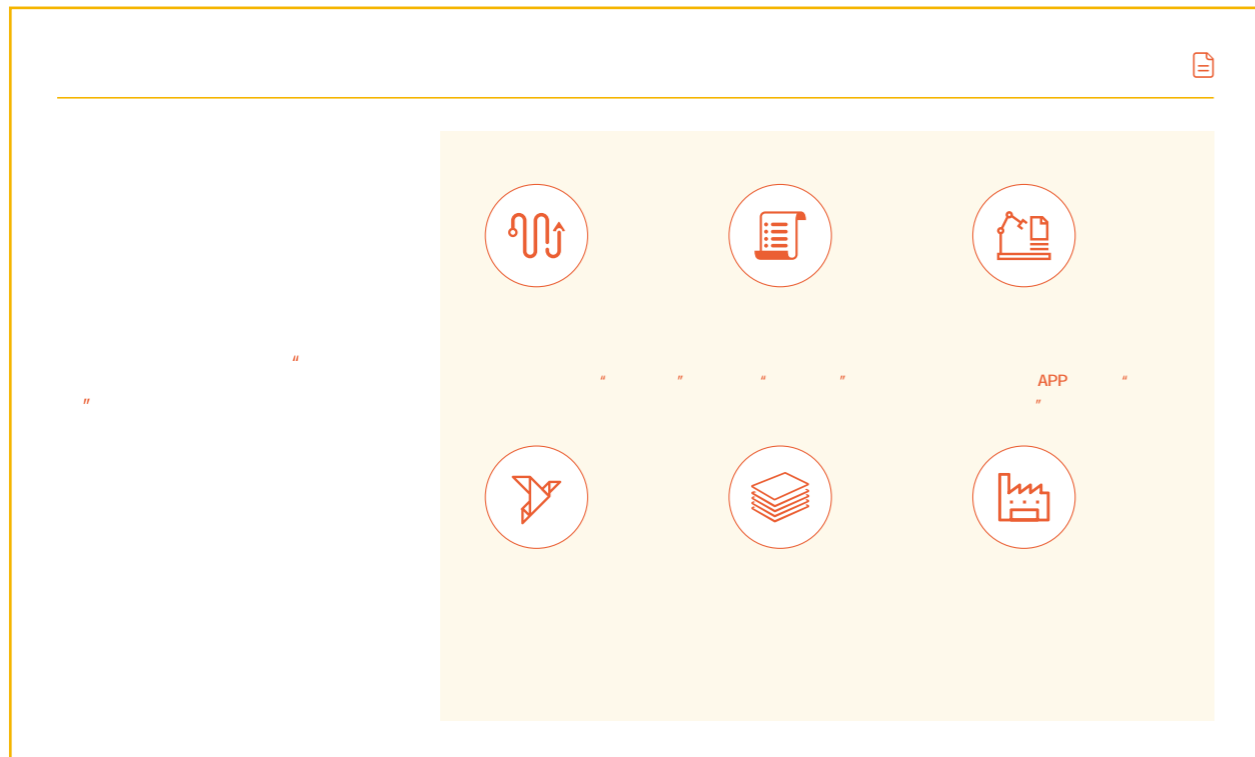 “
”
“ ” “ ” APP “
”